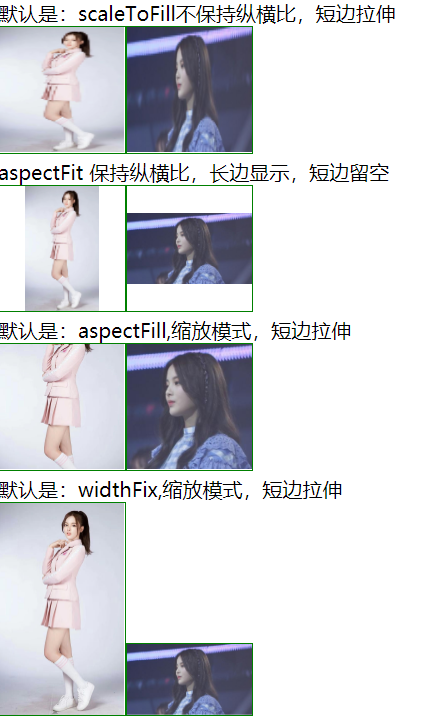 默认是：scaleToFill不保持纵横比，短边拉伸
aspectFit 保持纵横比，长边显示，短边留空
默认是：aspectFill,缩放模式，短边拉伸
默认是：widthFix,缩放模式，短边拉伸